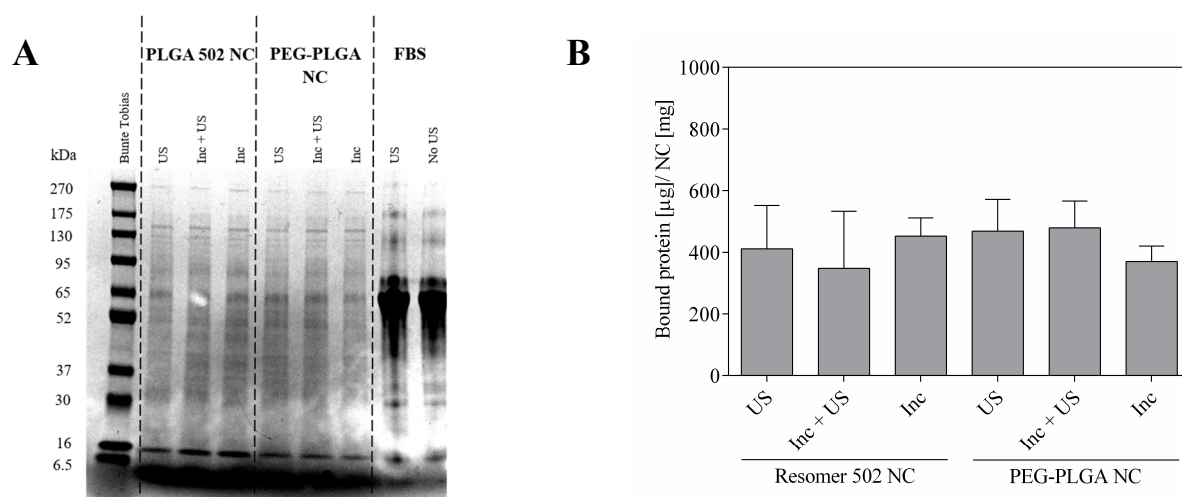 A
PLGA 502 NC
PEG-PLGA
NC
FBS
kDa
Bunte Tobias
US
Inc + US
Inc
US
Inc + US
Inc
US
No US
270
175
130
95
65
52
37
30
16
6.5
B
Bound protein [µg]/ NC [mg]
1000
800
600
400
200
0
US
Inc + US
Inc
US
Inc + US
Inc
Resomer 502 NC
PEG-PLGA NC